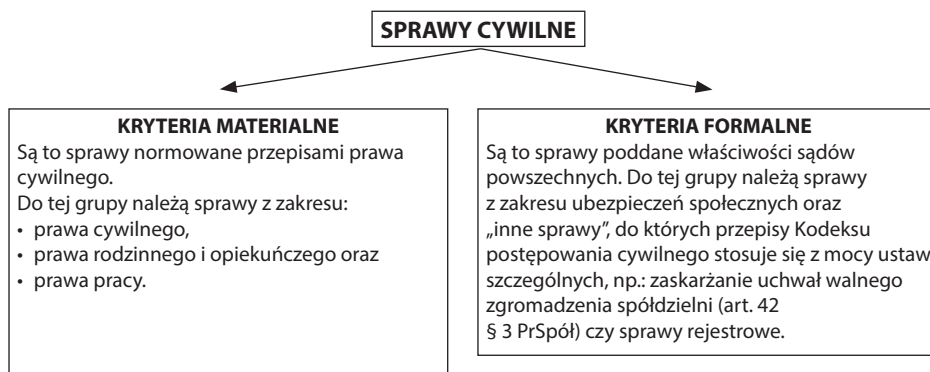 SPRAWY CYWILNE
KRYTERIA MATERIALNE
Są to sprawy normowane przepisami prawa
cywilnego.
Do tej grupy należą sprawy z zakresu:
• prawa cywilnego,
• prawa rodzinnego i opiekuńczego oraz
• prawa pracy.
KRYTERIA FORMALNE
Są to sprawy poddane właściwości sądów
powszechnych. Do tej grupy należą sprawy
z zakresu ubezpieczeń społecznych oraz
„inne sprawy”, do których przepisy Kodeksu
postępowania cywilnego stosuje się z mocy ustaw
szczególnych, np.: zaskarżanie uchwał walnego
zgromadzenia spółdzielni (art. 42
§ 3 PrSpół) czy sprawy rejestrowe.